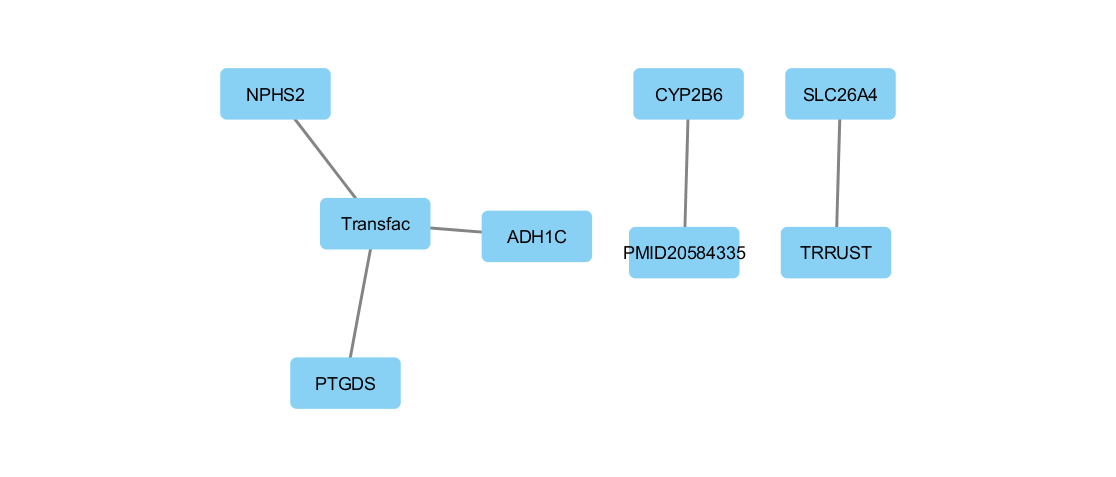 NPHS2
CYP2B6
SLC26A4
Transfac
ADH1C
PMID20584335
TRRUST
PTGDS